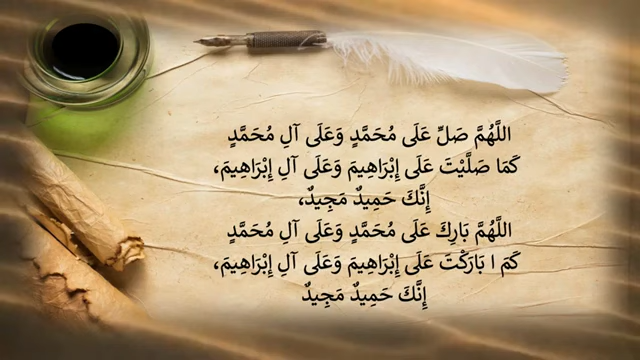 اللَّهُمَّ صَلِّ عَلَى مُحَمَّدٍ وَعَلَى آلِ مُحَمَّدٍ
كَمَا صَلَّيْتَ عَلَى إِبْرَاهِيمَ وَعَلَى آلِ إِبْرَاهِيمَ،
إِنَّكَ حَمِيدٌ مَجِيدٌ،
اللَّهُمَّ بَارِكَ عَلَى مُحَمَّدٍ وَعَلَى آلِ مُحَمَّدٍ
كَمَ ا بَارَكْتَ عَلَى إِبْرَاهِيمَ وَعَلَى آلِ إِبْرَاهِيمَ،
إِنَّكَ حَمِيدٌ مَجِيدٌ